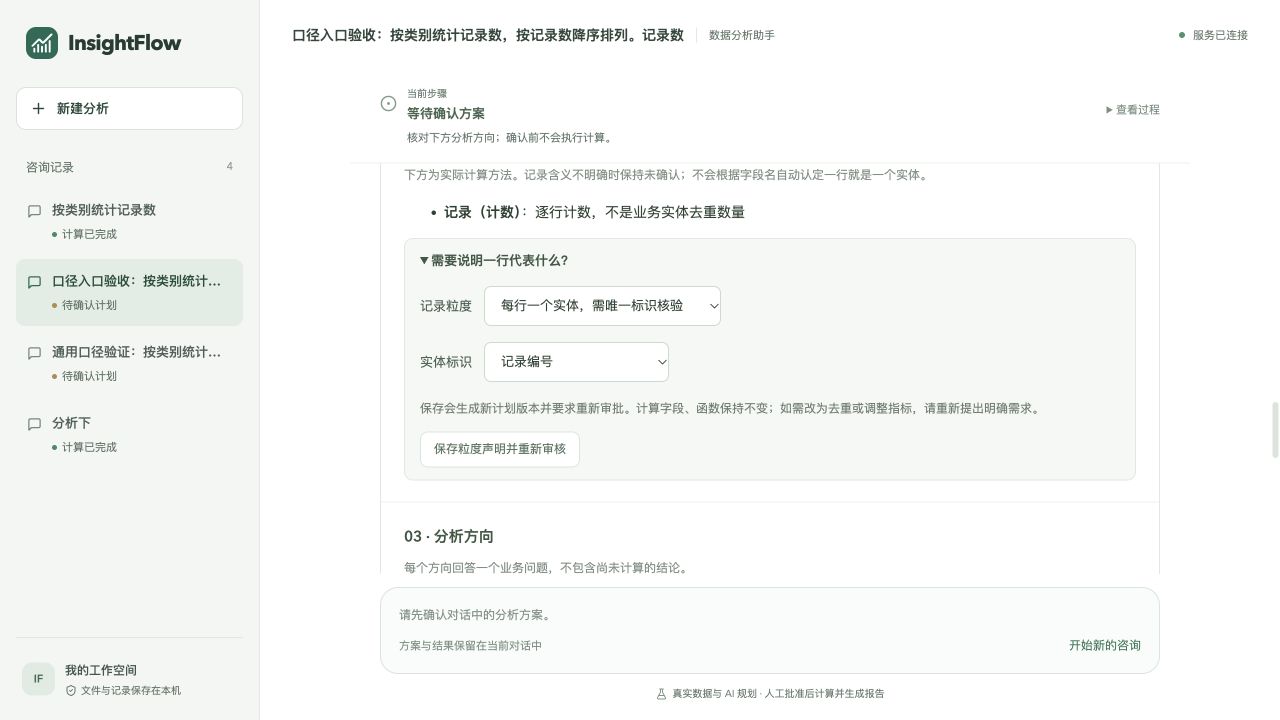 InsightFlow
新建分析
咨询记录 4
按类别统计记录数
计算已完成
口径入口验收：按类别统计...
待确认计划
通用口径验证：按类别统计...
待确认计划
分析下
计算已完成
IF
我的工作空间
文件与记录保存在本机
口径入口验收：按类别统计记录数，按记录数降序排列。记录数 数据分析助手
服务已连接
当前步骤
等待确认方案
核对下方分析方向；确认前不会执行计算。
▶ 查看过程
下方为实际计算方法。记录含义不明确时保持未确认；不会根据字段名自动认定一行就是一个实体。
• 记录（计数）：逐行计数，不是业务实体去重数量
▼需要说明一行代表什么?
记录粒度 每行一个实体，需唯一标识核验
实体标识 记录编号
保存会生成新计划版本并要求重新审批。计算字段、函数保持不变；如需改为去重或调整指标，请重新提出明确需求。
保存粒度声明并重新审核
03 · 分析方向
每个方向回答一个业务问题，不包含尚未计算的结论。
请先确认对话中的分析方案。
方案与结果保留在当前对话中
开始新的咨询
真实数据与 AI 规划 · 人工批准后计算并生成报告